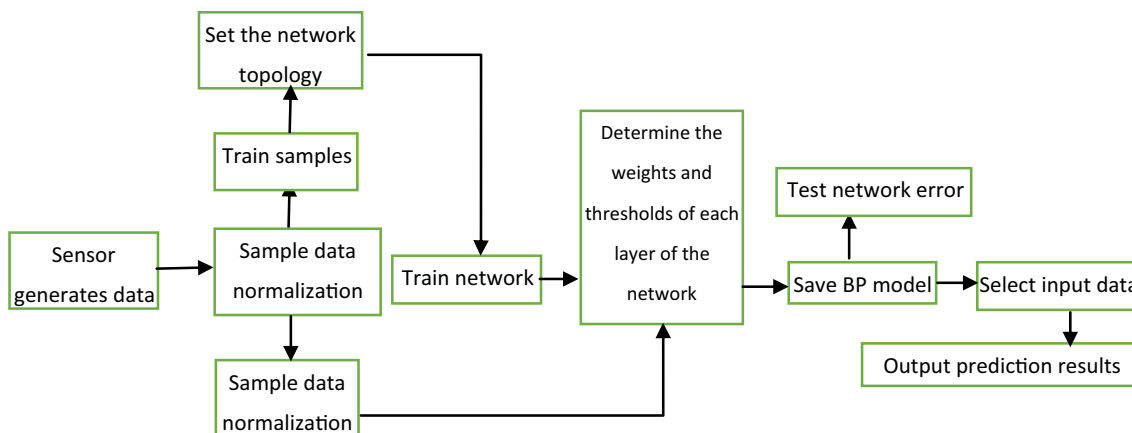 Set the network
topology
Train samples
Sensor
generates data
Sample data
normalization
Sample data
normalization
Train network
Determine the
weights and
thresholds of each
layer of the
network
Test network error
Save BP model
Select input data
Output prediction results